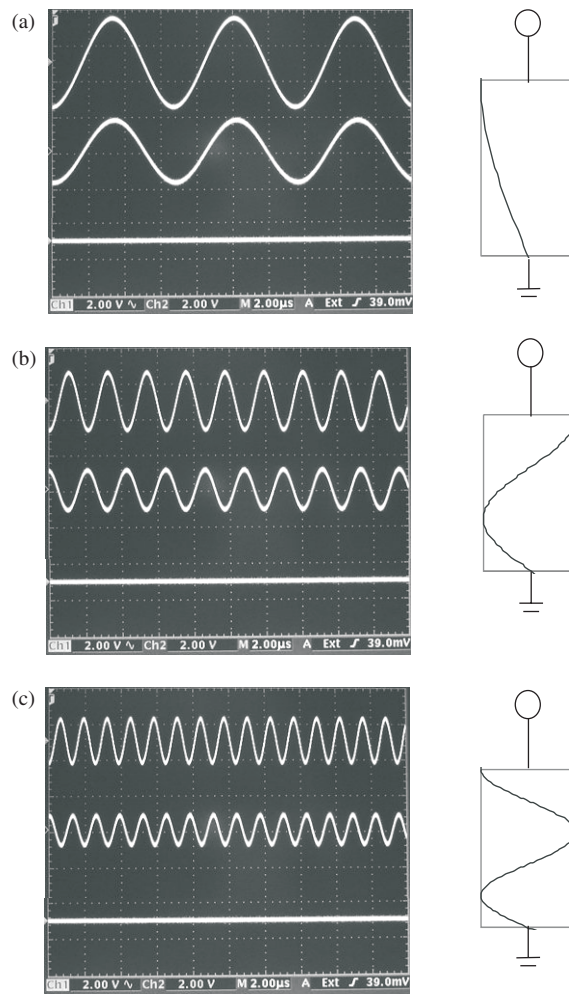 (a)
Ch1 2.00 V ∿ Ch2 2.00 V M 2.00µs A Ext ƒ 39.0mV
(b)
Ch1 2.00 V ∿ Ch2 2.00 V M 2.00µs A Ext ƒ 39.0mV
(c)
Ch1 2.00 V ∿ Ch2 2.00 V M 2.00µs A Ext ƒ 39.0mV